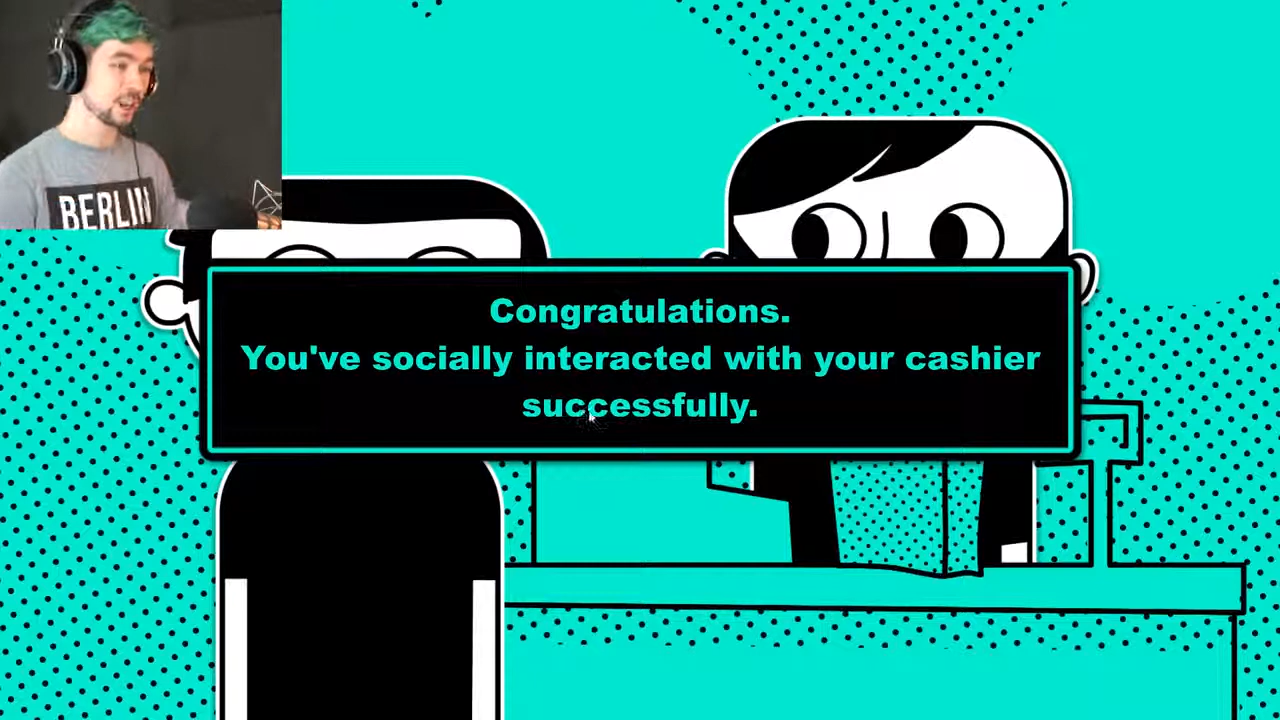 BERLIN
Congratulations.
You've socially interacted with your cashier
successfully.